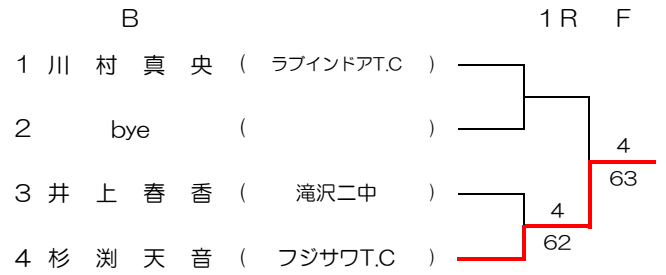 B 1R F
1 川村真央 ( ラブインドアT.C )
2 bye ( )
4
3 井上春香 ( 滝沢二中 ) 63
4
62
4 杉渕天音 ( フジサワT.C )